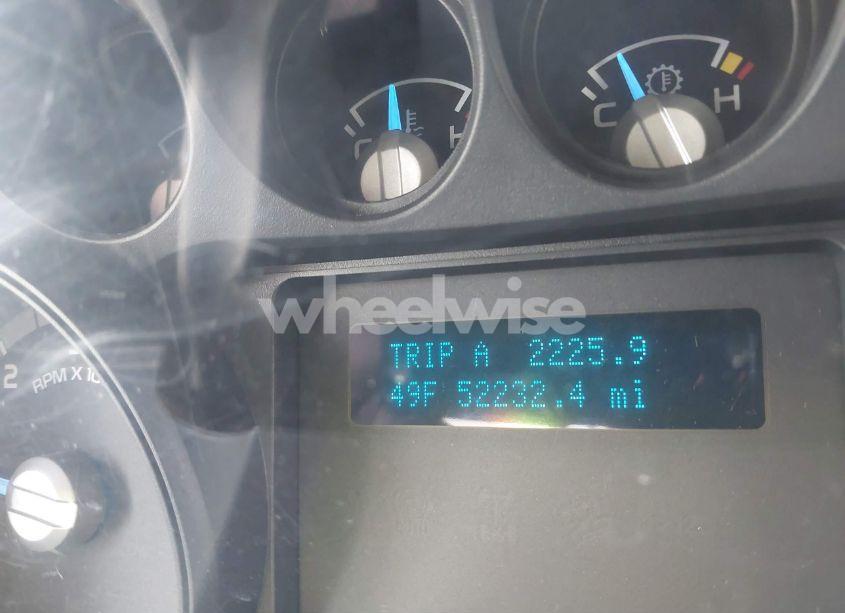 C H
C H
wheelwise
TRIP A 2225.9
49F 52232.4 mi
2
RPM X 10